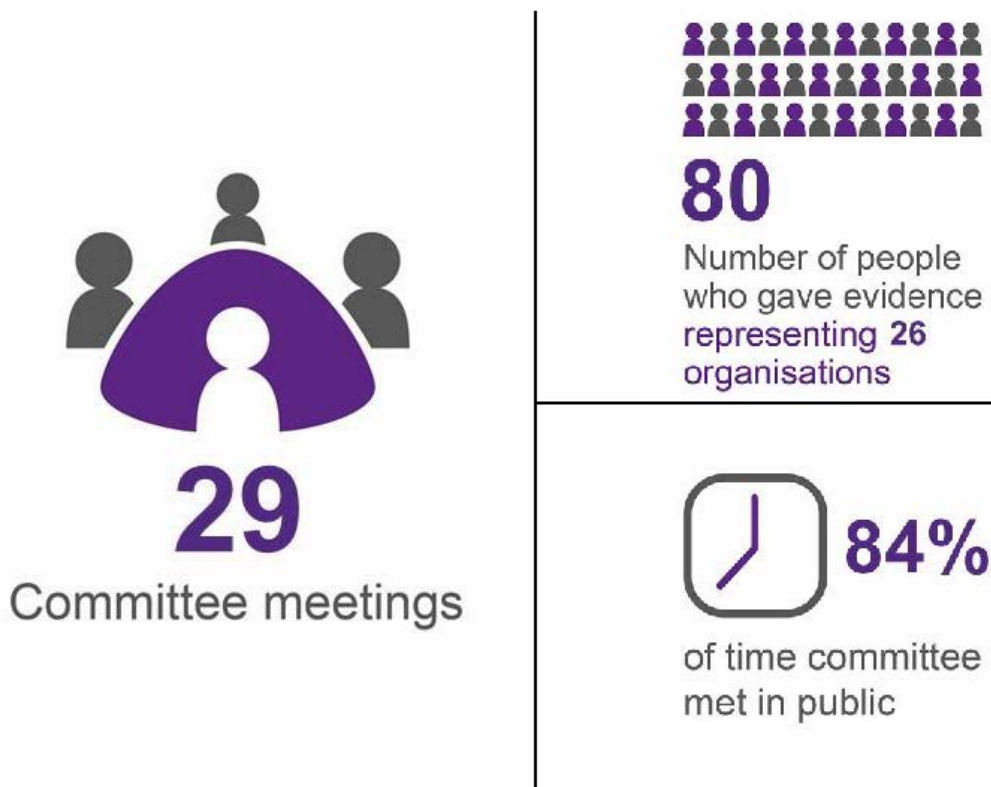 29
Committee meetings
80
Number of people
who gave evidence
representing 26
organisations
84%
of time committee
met in public